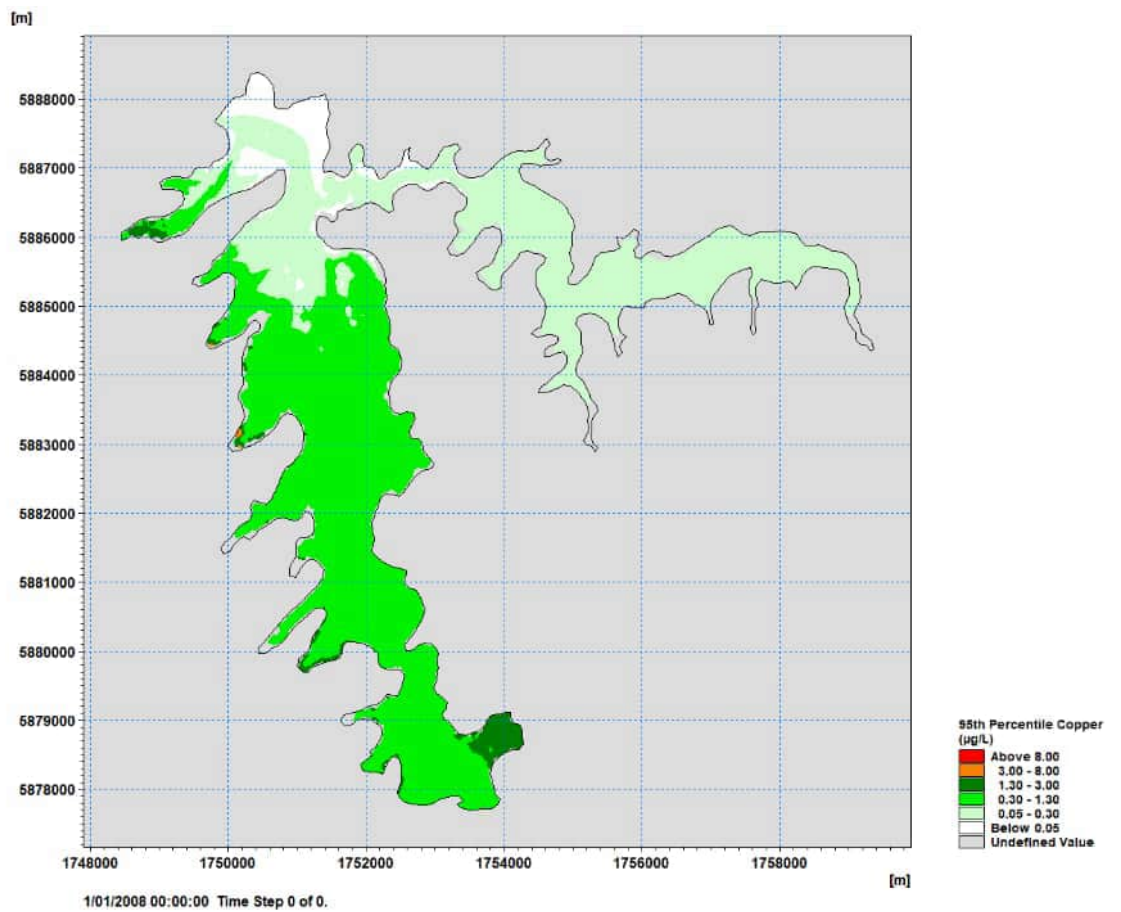 [m]
5888000
5887000
5886000
5885000
5884000
5883000
5882000
5881000
5880000
5879000
5878000
1748000 1750000 1752000 1754000 1756000 1758000
[m]
95th Percentile Copper
(µg/L)
Above 8.00
3.00 - 8.00
1.30 - 3.00
0.30 - 1.30
0.05 - 0.30
Below 0.05
Undefined Value
1/01/2008 00:00:00 Time Step 0 of 0.